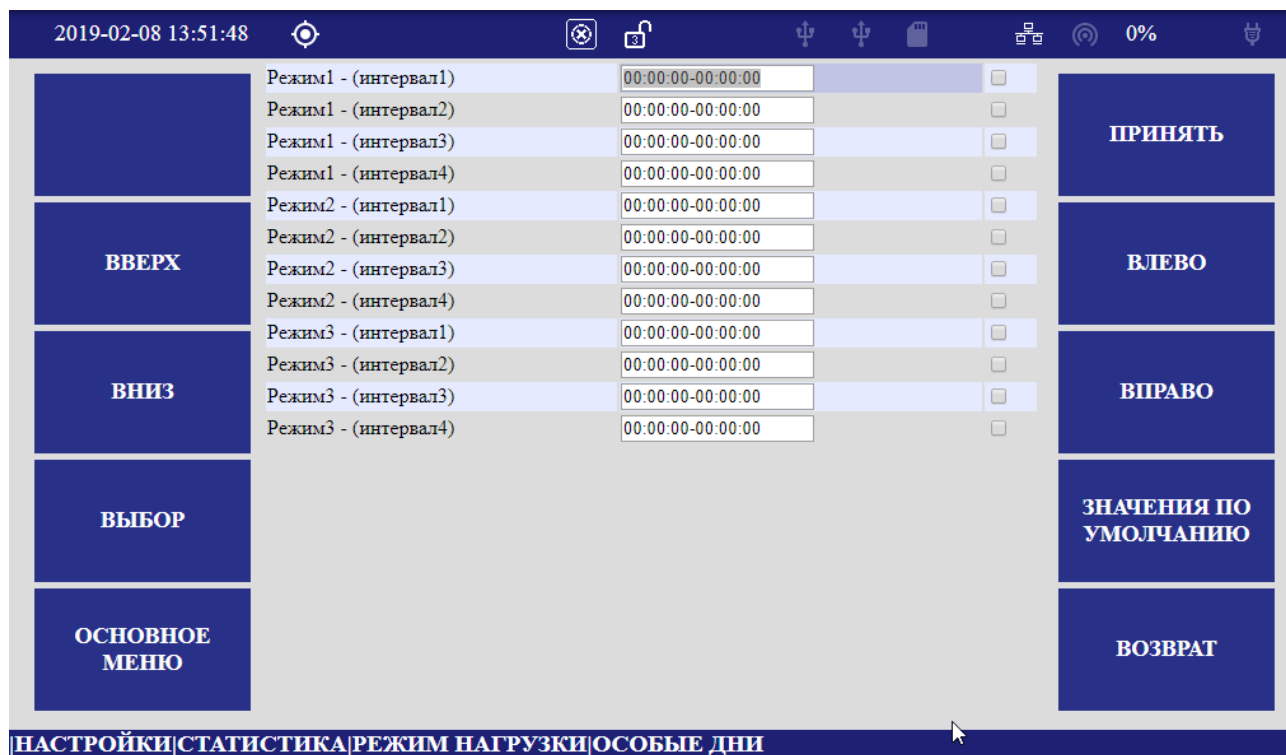 2019-02-08 13:51:48 3 0%
Режим1 - (интервал1) 00:00:00-00:00:00
Режим1 - (интервал2) 00:00:00-00:00:00
Режим1 - (интервал3) 00:00:00-00:00:00
Режим1 - (интервал4) 00:00:00-00:00:00
Режим2 - (интервал1) 00:00:00-00:00:00
Режим2 - (интервал2) 00:00:00-00:00:00
Режим2 - (интервал3) 00:00:00-00:00:00
Режим2 - (интервал4) 00:00:00-00:00:00
Режим3 - (интервал1) 00:00:00-00:00:00
Режим3 - (интервал2) 00:00:00-00:00:00
Режим3 - (интервал3) 00:00:00-00:00:00
Режим3 - (интервал4) 00:00:00-00:00:00
ВВЕРХ
ВНИЗ
ВЫБОР
ОСНОВНОЕ
МЕНЮ
ПРИНЯТЬ
ВЛЕВО
ВПРАВО
ЗНАЧЕНИЯ ПО
УМОЛЧАНИЮ
ВОЗВРАТ
|НАСТРОЙКИ|СТАТИСТИКА|РЕЖИМ НАГРУЗКИ|ОСОБЫЕ ДНИ